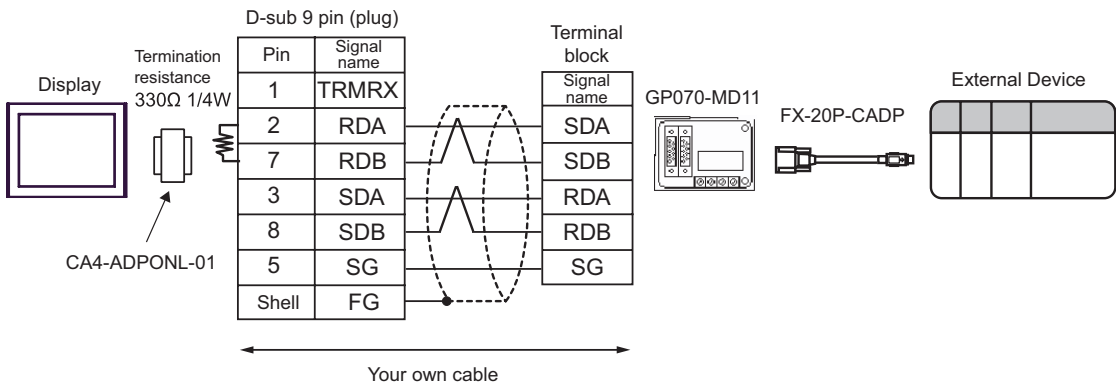 D-sub 9 pin (plug)
Terminal
block
Termination
resistance
330Ω 1/4W
Display
Pin Signal name
1 TRMRX
2 RDA
7 RDB
3 SDA
8 SDB
5 SG
Shell FG
Signal name
SDA
SDB
RDA
RDB
SG
GP070-MD11
FX-20P-CADP
External Device
CA4-ADPONL-01
Your own cable